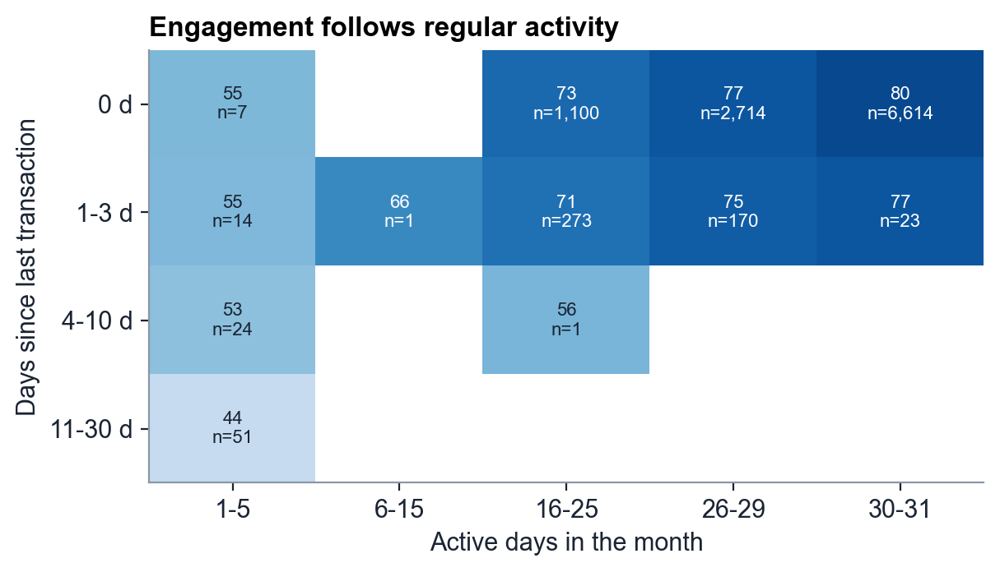 Engagement follows regular activity
Days since last transaction
0 d
55
n=7
73
n=1,100
77
n=2,714
80
n=6,614
1-3 d
55
n=14
66
n=1
71
n=273
75
n=170
77
n=23
4-10 d
53
n=24
56
n=1
11-30 d
44
n=51
1-5
6-15
16-25
26-29
30-31
Active days in the month